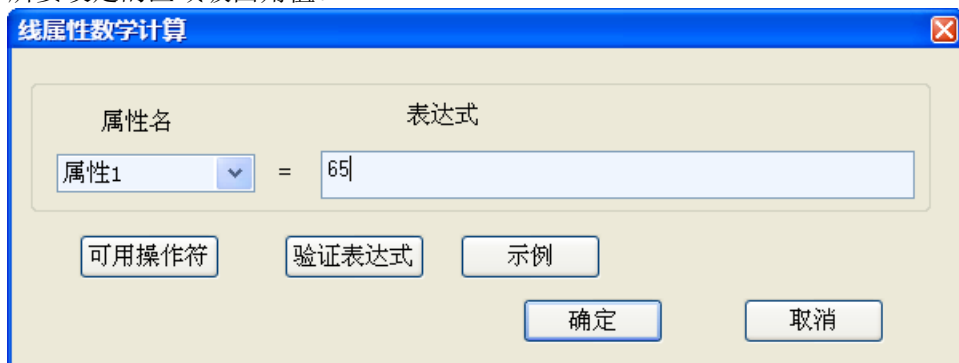 线属性数学计算
属性名 表达式
属性1 = 65
可用操作符 验证表达式 示例
确定 取消